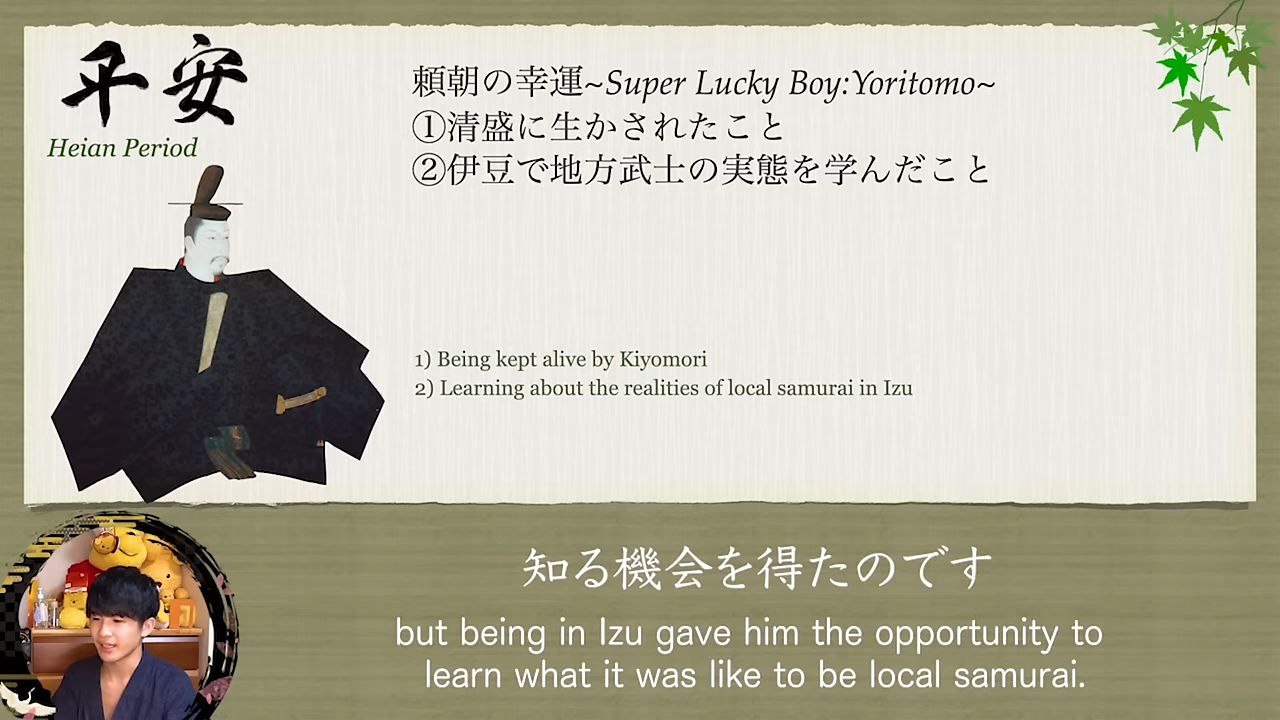 平安
Heian Period
頼朝の幸運~Super Lucky Boy:Yoritomo~
①清盛に生かされたこと
②伊豆で地方武士の実態を学んだこと
1) Being kept alive by Kiyomori
2) Learning about the realities of local samurai in Izu
知る機会を得たのです
but being in Izu gave him the opportunity to
learn what it was like to be local samurai.